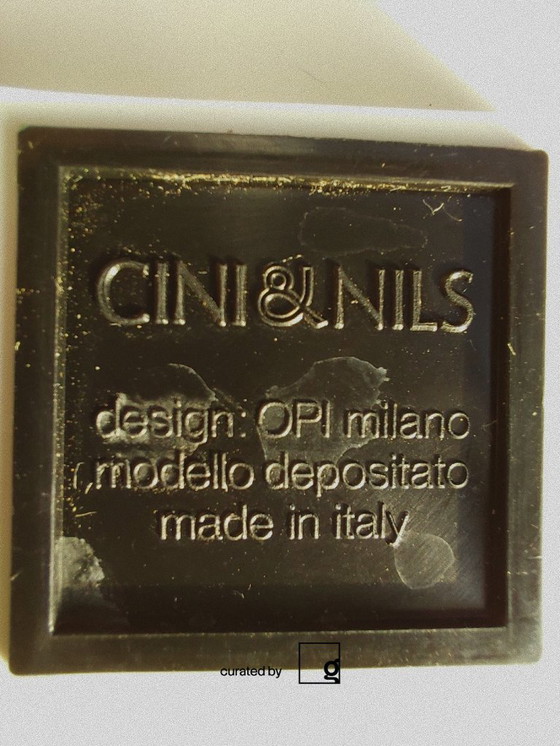 CINI&NILS
design: OPI milano
modello depositato
made in italy
curated by g